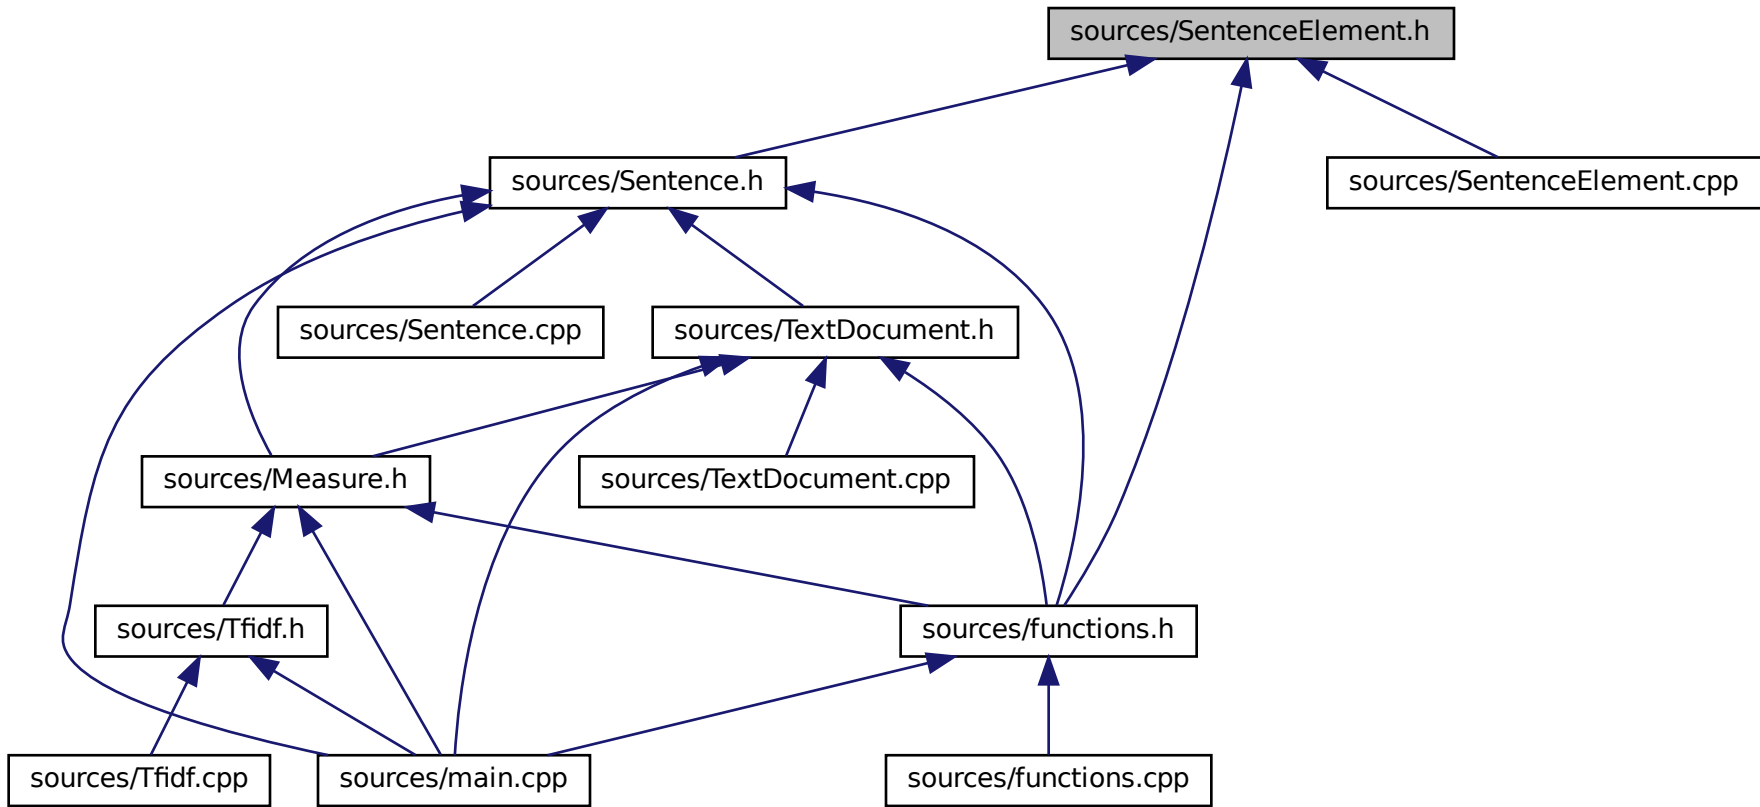 sources/SentenceElement.h
sources/Sentence.h
sources/SentenceElement.cpp
sources/Sentence.cpp
sources/TextDocument.h
sources/Measure.h
sources/TextDocument.cpp
sources/Tfidf.h
sources/functions.h
sources/Tfidf.cpp
sources/main.cpp
sources/functions.cpp